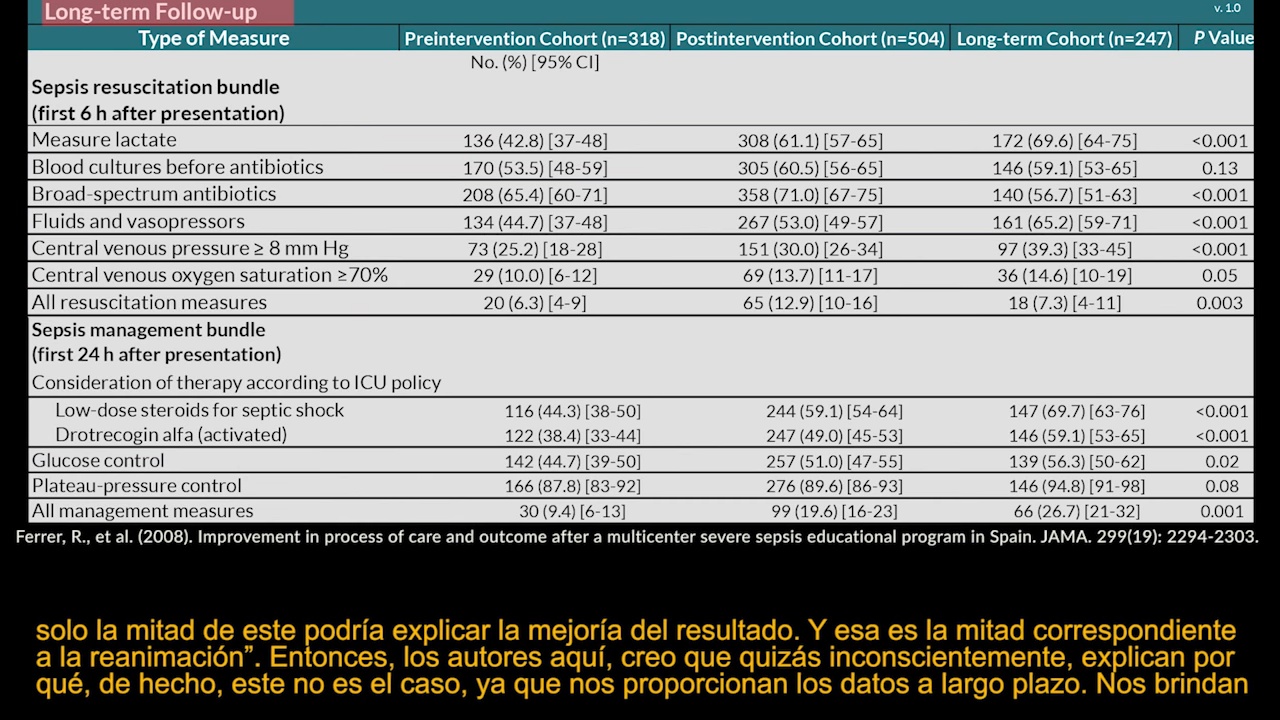 Long-term Follow-up
v. 1.0
Type of Measure Preintervention Cohort (n=318) Postintervention Cohort (n=504) Long-term Cohort (n=247) P Value
No. (%) [95% CI]
Sepsis resuscitation bundle
(first 6 h after presentation)
Measure lactate 136 (42.8) [37-48] 308 (61.1) [57-65] 172 (69.6) [64-75] <0.001
Blood cultures before antibiotics 170 (53.5) [48-59] 305 (60.5) [56-65] 146 (59.1) [53-65] 0.13
Broad-spectrum antibiotics 208 (65.4) [60-71] 358 (71.0) [67-75] 140 (56.7) [51-63] <0.001
Fluids and vasopressors 134 (44.7) [37-48] 267 (53.0) [49-57] 161 (65.2) [59-71] <0.001
Central venous pressure ≥ 8 mm Hg 73 (25.2) [18-28] 151 (30.0) [26-34] 97 (39.3) [33-45] <0.001
Central venous oxygen saturation ≥70% 29 (10.0) [6-12] 69 (13.7) [11-17] 36 (14.6) [10-19] 0.05
All resuscitation measures 20 (6.3) [4-9] 65 (12.9) [10-16] 18 (7.3) [4-11] 0.003
Sepsis management bundle
(first 24 h after presentation)
Consideration of therapy according to ICU policy
Low-dose steroids for septic shock 116 (44.3) [38-50] 244 (59.1) [54-64] 147 (69.7) [63-76] <0.001
Drotrecogin alfa (activated) 122 (38.4) [33-44] 247 (49.0) [45-53] 146 (59.1) [53-65] <0.001
Glucose control 142 (44.7) [39-50] 257 (51.0) [47-55] 139 (56.3) [50-62] 0.02
Plateau-pressure control 166 (87.8) [83-92] 276 (89.6) [86-93] 146 (94.8) [91-98] 0.08
All management measures 30 (9.4) [6-13] 99 (19.6) [16-23] 66 (26.7) [21-32] 0.001
Ferrer, R., et al. (2008). Improvement in process of care and outcome after a multicenter severe sepsis educational program in Spain. JAMA. 299(19): 2294-2303.
solo la mitad de este podría explicar la mejoría del resultado. Y esa es la mitad correspondiente
a la reanimación”. Entonces, los autores aquí, creo que quizás inconscientemente, explican por
qué, de hecho, este no es el caso, ya que nos proporcionan los datos a largo plazo. Nos brindan